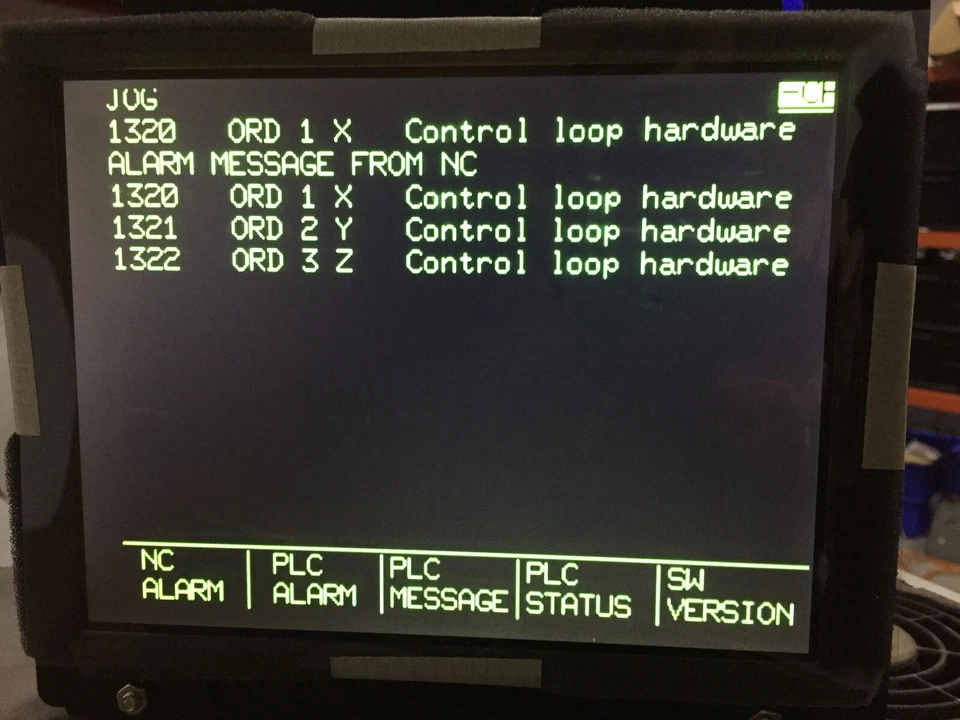 JOG
1320 ORD 1 X Control loop hardware
ALARM MESSAGE FROM NC
1320 ORD 1 X Control loop hardware
1321 ORD 2 Y Control loop hardware
1322 ORD 3 Z Control loop hardware
NC ALARM
PLC ALARM
PLC MESSAGE
PLC STATUS
SW VERSION